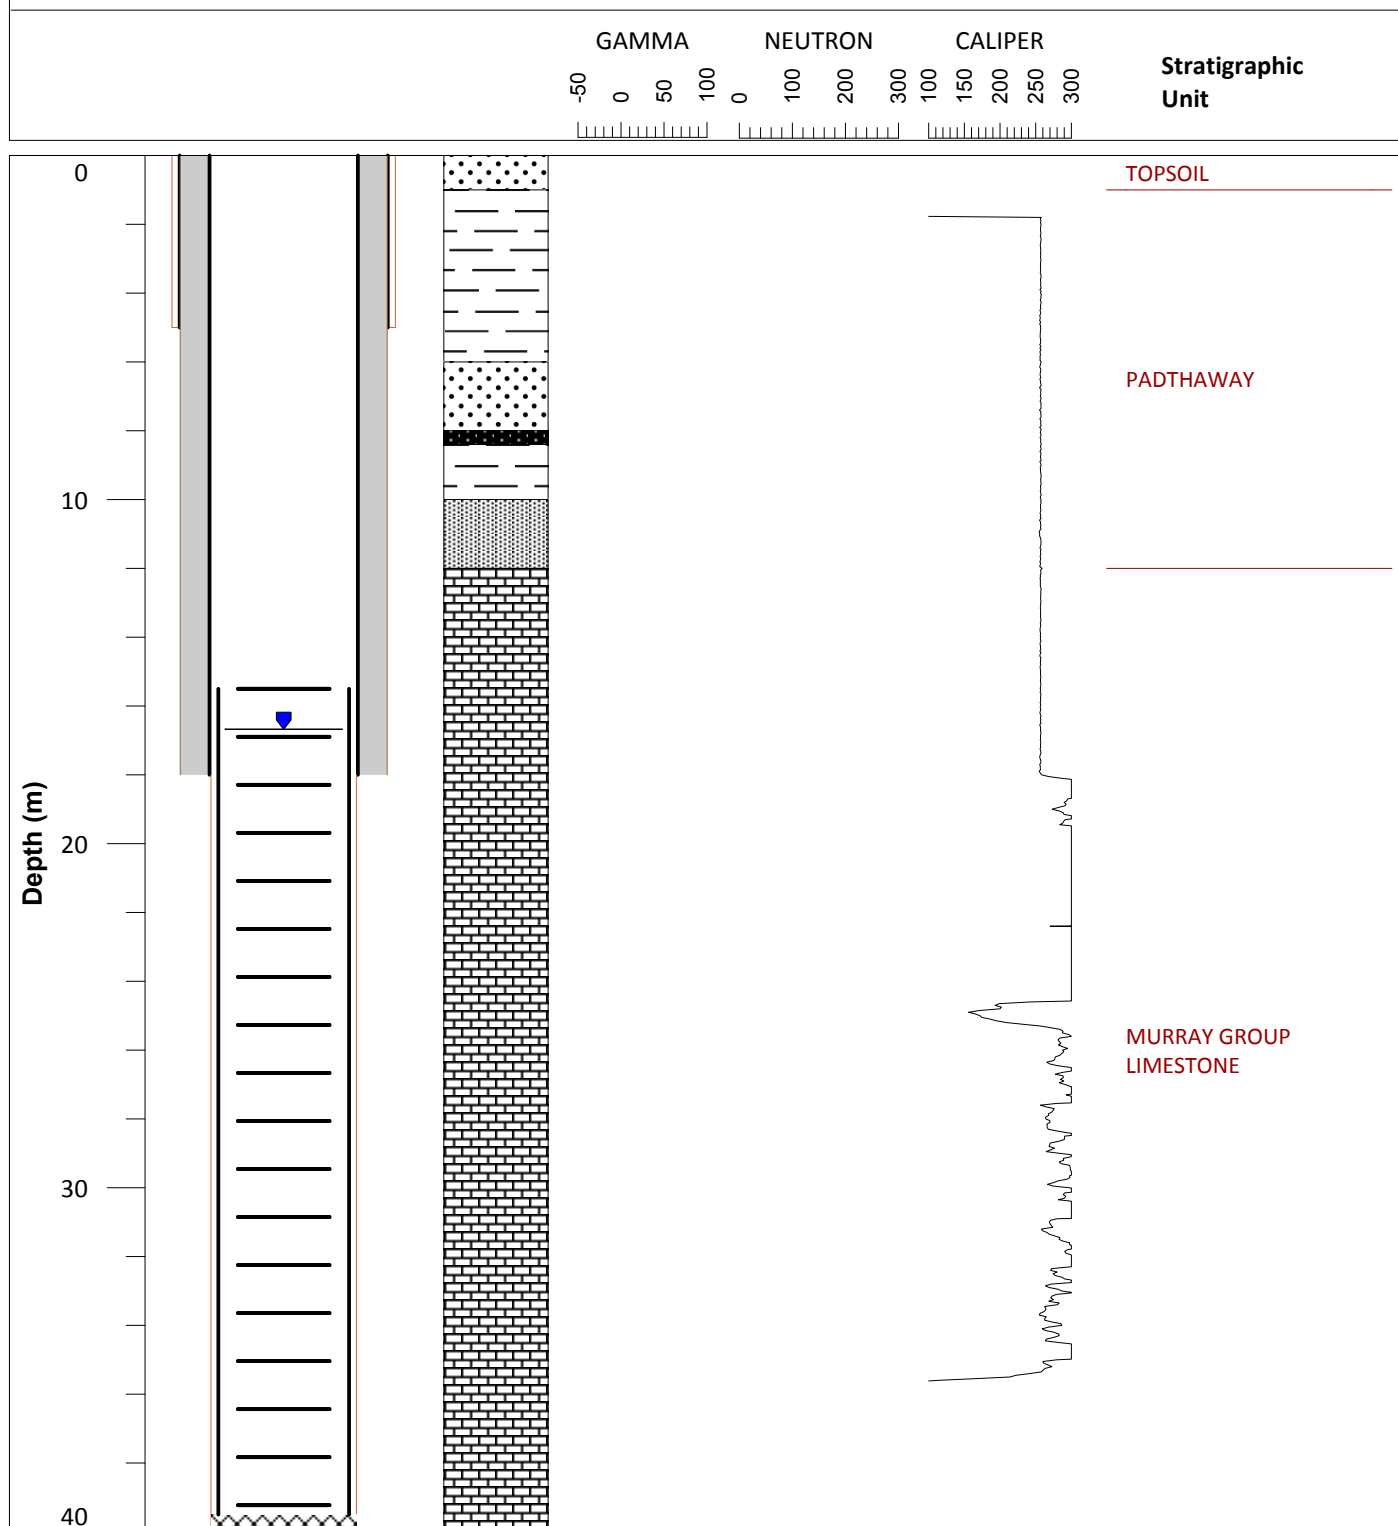 GAMMA NEUTRON CALIPER
Stratigraphic
Unit
-50 0 50 100 0 100 200 300 100 150 200 250 300
0
TOPSOIL
PADTHAWAY
10
Depth (m)
20
MURRAY GROUP
LIMESTONE
30
40